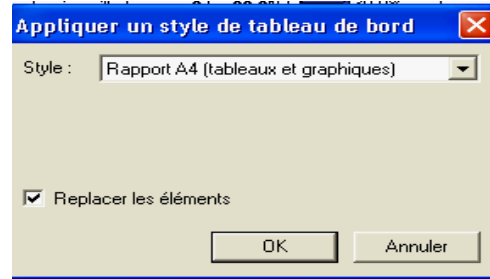 Appliquer un style de tableau de bord
Style : Rapport A4 (tableaux et graphiques)
Replacer les éléments
OK Annuler